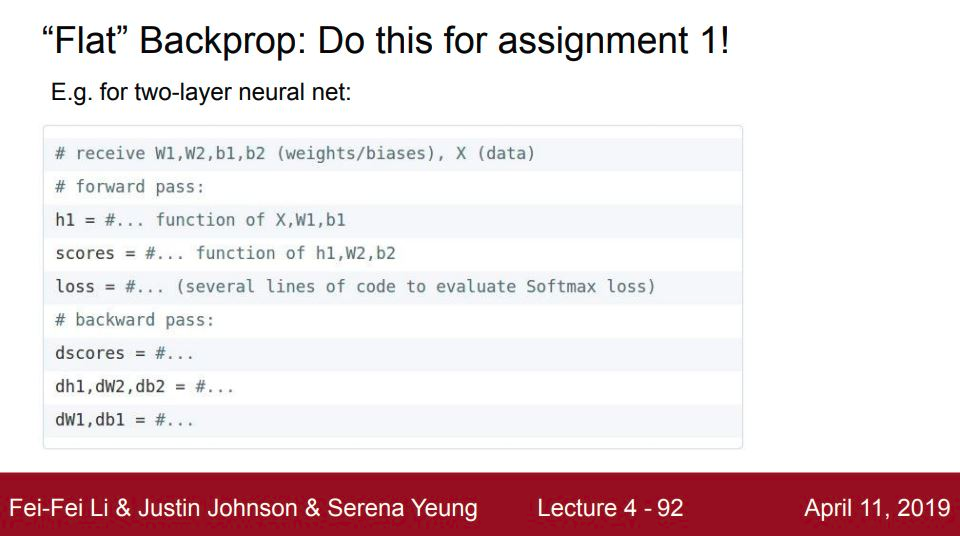 “Flat” Backprop: Do this for assignment 1!
E.g. for two-layer neural net:
# receive W1,W2,b1,b2 (weights/biases), X (data)
# forward pass:
h1 = #... function of X,W1,b1
scores = #... function of h1,W2,b2
loss = #... (several lines of code to evaluate Softmax loss)
# backward pass:
dscores = #...
dh1,dW2,db2 = #...
dW1,db1 = #...
Fei-Fei Li & Justin Johnson & Serena Yeung Lecture 4 - 92 April 11, 2019